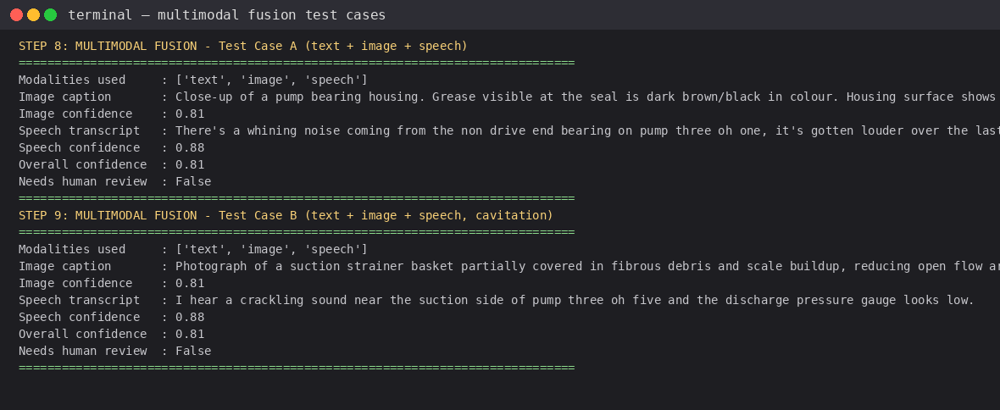 terminal — multimodal fusion test cases
STEP 8: MULTIMODAL FUSION - Test Case A (text + image + speech)
==============================================================================
Modalities used     : ['text', 'image', 'speech']
Image caption       : Close-up of a pump bearing housing. Grease visible at the seal is dark brown/black in colour. Housing surface shows
Image confidence    : 0.81
Speech transcript   : There's a whining noise coming from the non drive end bearing on pump three oh one, it's gotten louder over the last
Speech confidence   : 0.88
Overall confidence  : 0.81
Needs human review  : False
==============================================================================
STEP 9: MULTIMODAL FUSION - Test Case B (text + image + speech, cavitation)
==============================================================================
Modalities used     : ['text', 'image', 'speech']
Image caption       : Photograph of a suction strainer basket partially covered in fibrous debris and scale buildup, reducing open flow
Image confidence    : 0.81
Speech transcript   : I hear a crackling sound near the suction side of pump three oh five and the discharge pressure gauge looks low.
Speech confidence   : 0.88
Overall confidence  : 0.81
Needs human review  : False
==============================================================================